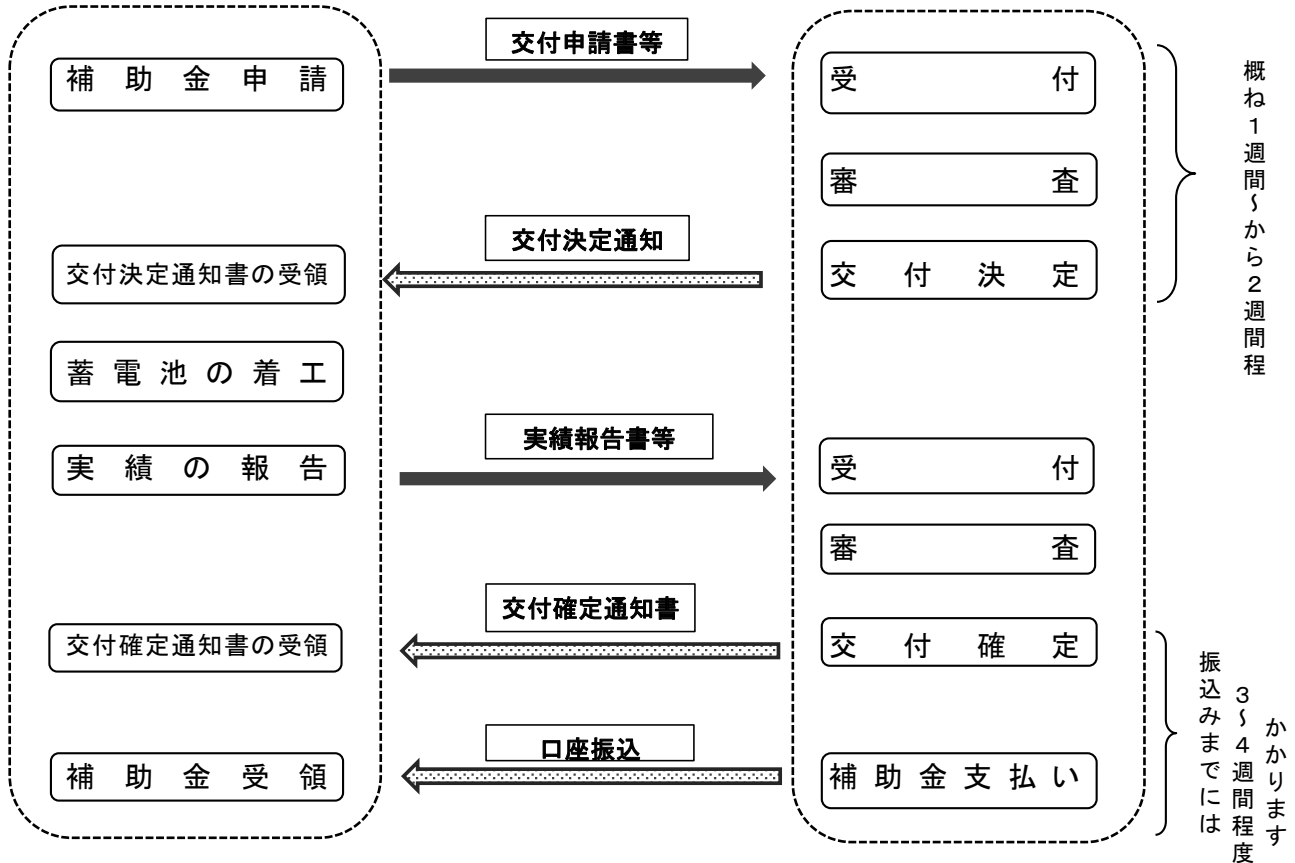 交付申請書等
補助金申請
受付
審査
交付決定通知
交付決定通知書の受領
交付決定
概ね1週間~から2週間程
蓄電池の着工
実績報告書等
実績の報告
受付
審査
交付確定通知書
交付確定通知書の受領
交付確定
口座振込
補助金受領
補助金支払い
振込みまでには
3~4週間程度
かかります